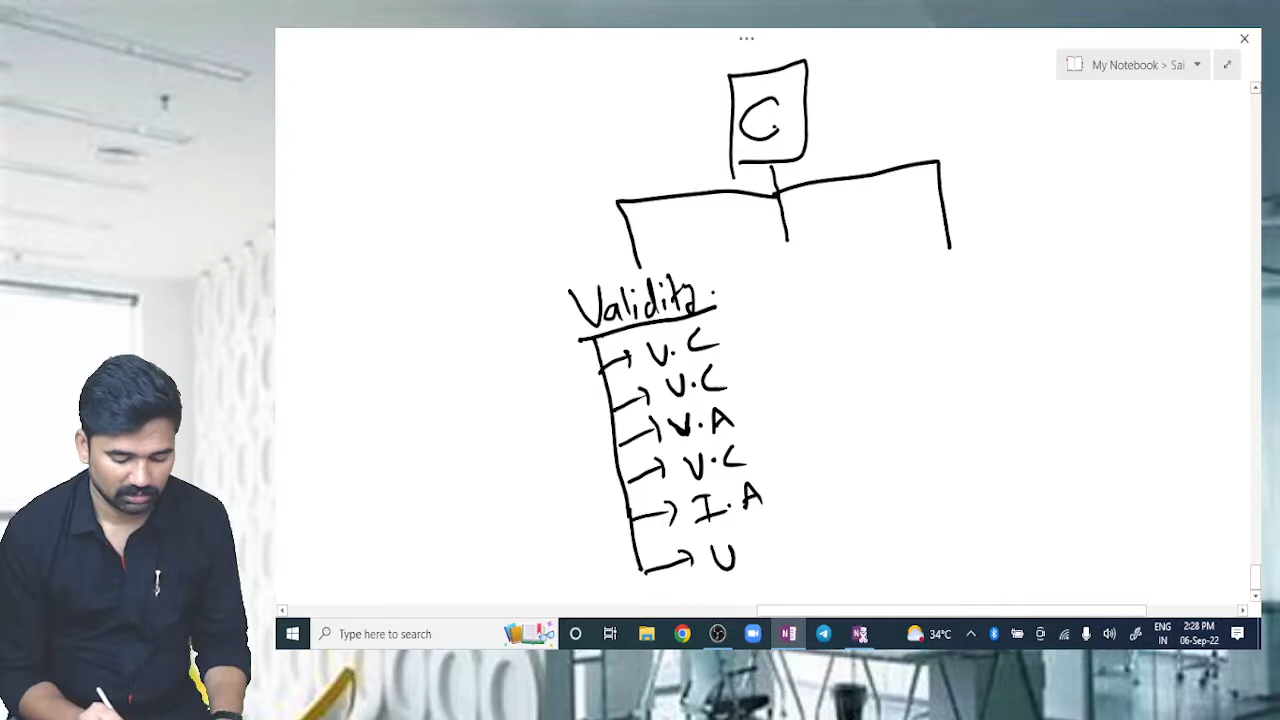 My Notebook > Sai
C
Validity.
V.C
V.C
V.A
V.C
I.A
U
Type here to search
34°C
ENG
IN
2:28 PM
06-Sep-22